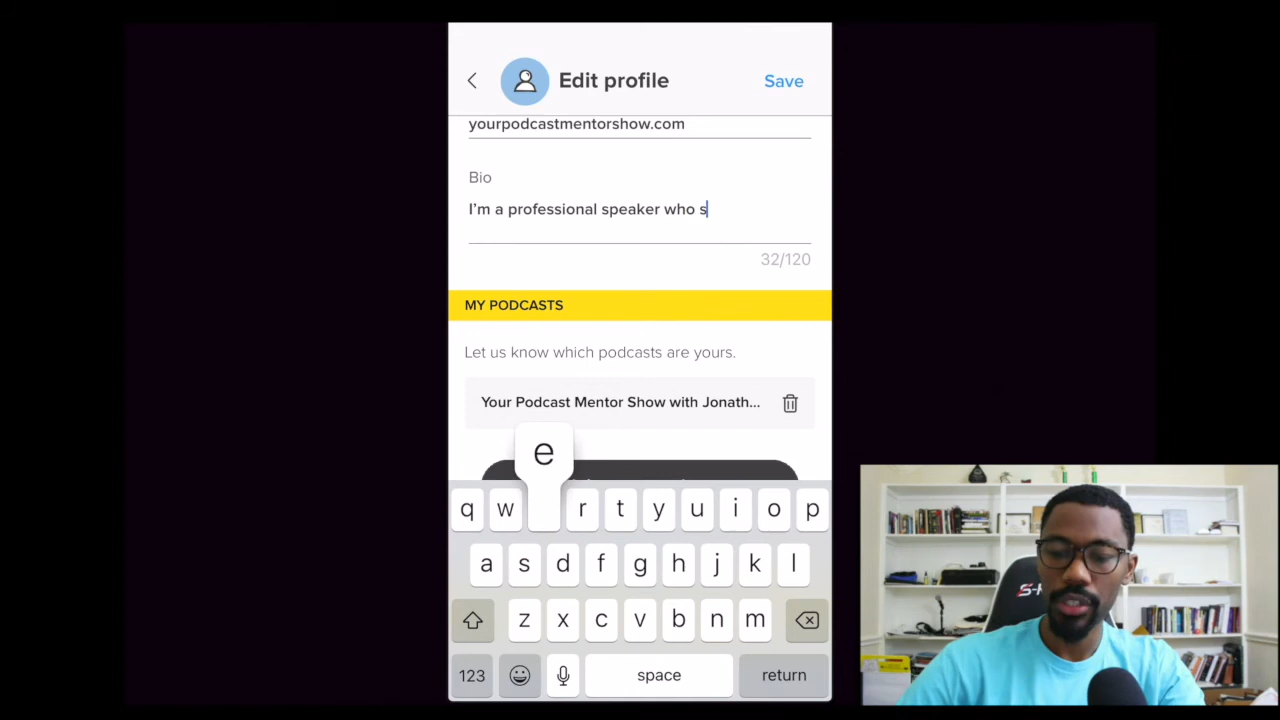 Edit profile
Save
yourpodcastmentorshow.com
Bio
I'm a professional speaker who s
32/120
MY PODCASTS
Let us know which podcasts are yours.
Your Podcast Mentor Show with Jonath...
e
q w r t y u i o p
a s d f g h j k l
z x c v b n m
123 space return